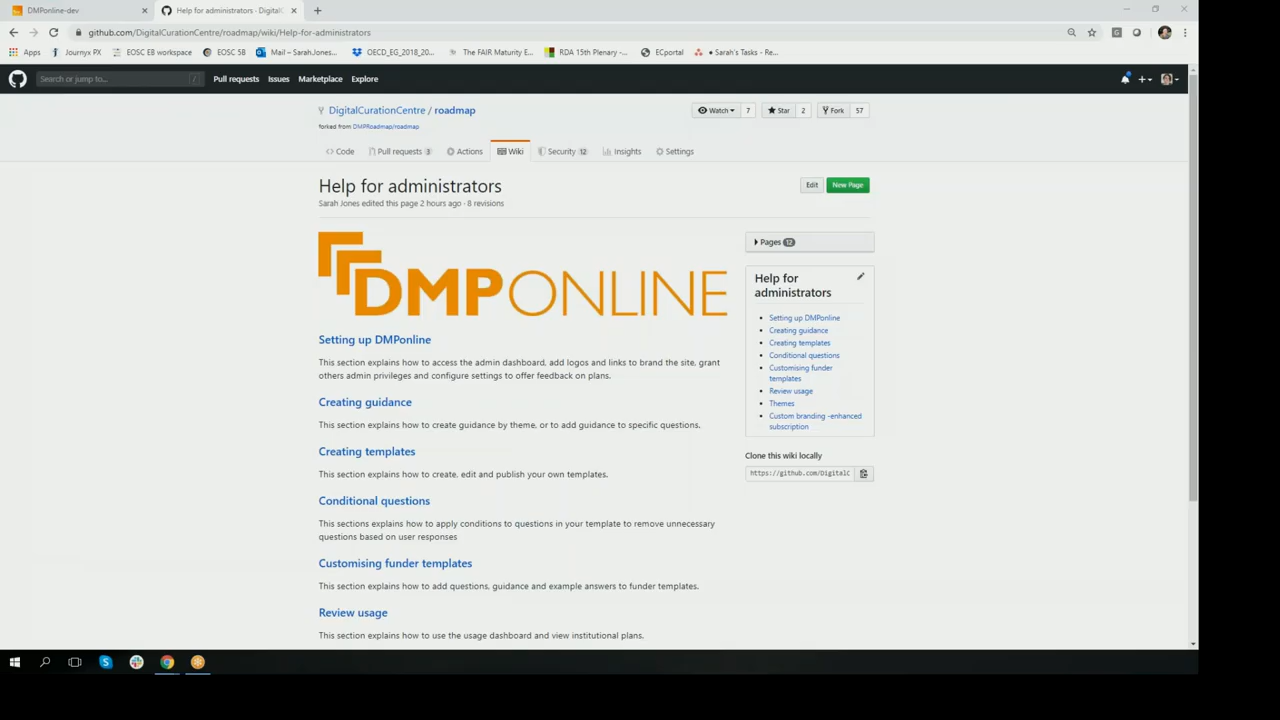 DMPonline-dev
Help for administrators · Digital
github.com/DigitalCurationCentre/roadmap/wiki/Help-for-administrators
Apps
Journyx PX
EOSC EB workspace
EOSC 5B
Mail – SarahJones...
OECD_EG_2018_20...
The FAIR Maturity E...
RDA 15th Plenary -...
ECportal
• Sarah's Tasks - Re...
Search or jump to...
/
Pull requests
Issues
Marketplace
Explore
DigitalCurationCentre / roadmap
Watch
7
Star
2
Fork
57
forked from DMPRoadmap/roadmap
Code
Pull requests 3
Actions
Wiki
Security 12
Insights
Settings
Help for administrators
Edit
New Page
Sarah Jones edited this page 2 hours ago · 8 revisions
DMPONLINE
Setting up DMPonline
This section explains how to access the admin dashboard, add logos and links to brand the site, grant
others admin privileges and configure settings to offer feedback on plans.
Creating guidance
This section explains how to create guidance by theme, or to add guidance to specific questions.
Creating templates
This section explains how to create, edit and publish your own templates.
Conditional questions
This sections explains how to apply conditions to questions in your template to remove unnecessary
questions based on user responses
Customising funder templates
This section explains how to add questions, guidance and example answers to funder templates.
Review usage
This section explains how to use the usage dashboard and view institutional plans.
Pages 12
Help for
administrators
• Setting up DMPonline
• Creating guidance
• Creating templates
• Conditional questions
• Customising funder
templates
• Review usage
• Themes
• Custom branding -enhanced
subscription
Clone this wiki locally
https://github.com/DigitalC